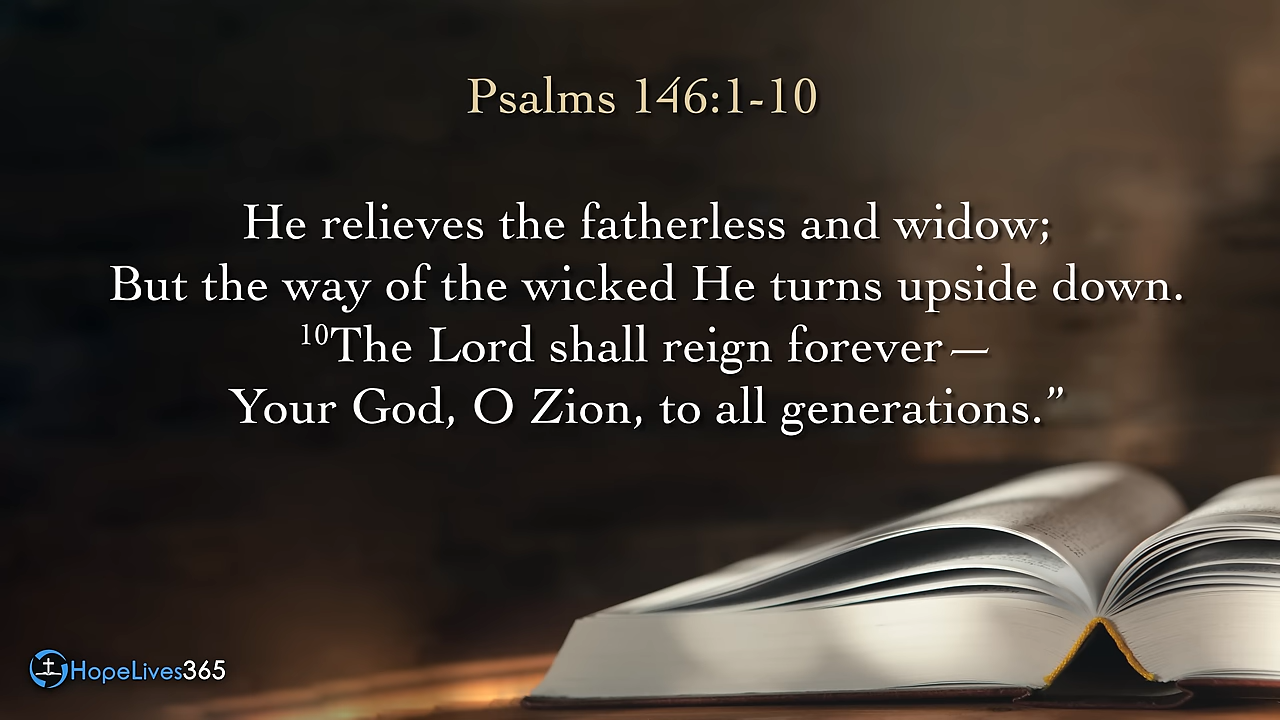 Psalms 146:1-10
He relieves the fatherless and widow;
But the way of the wicked He turns upside down.
¹⁰The Lord shall reign forever—
Your God, O Zion, to all generations.”
HopeLives365